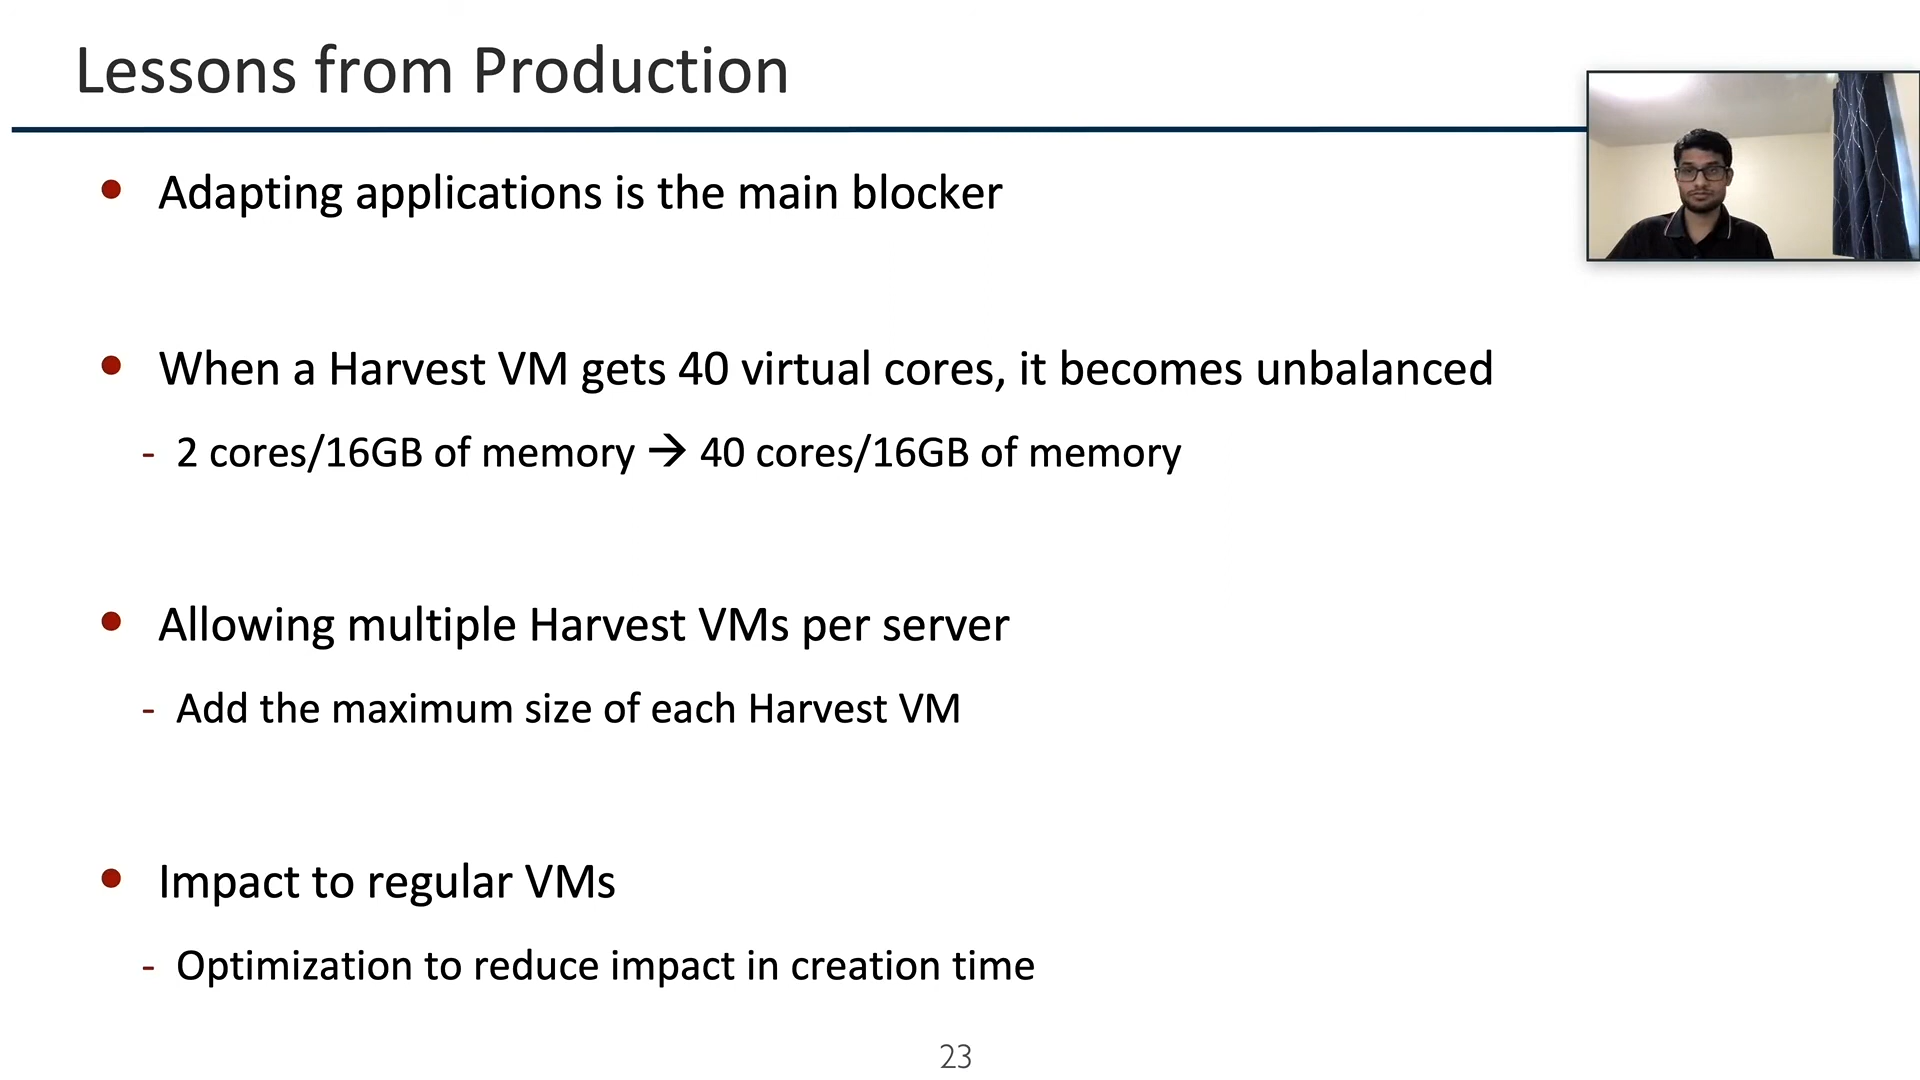 Lessons from Production
• Adapting applications is the main blocker
• When a Harvest VM gets 40 virtual cores, it becomes unbalanced
- 2 cores/16GB of memory → 40 cores/16GB of memory
• Allowing multiple Harvest VMs per server
- Add the maximum size of each Harvest VM
• Impact to regular VMs
- Optimization to reduce impact in creation time
23